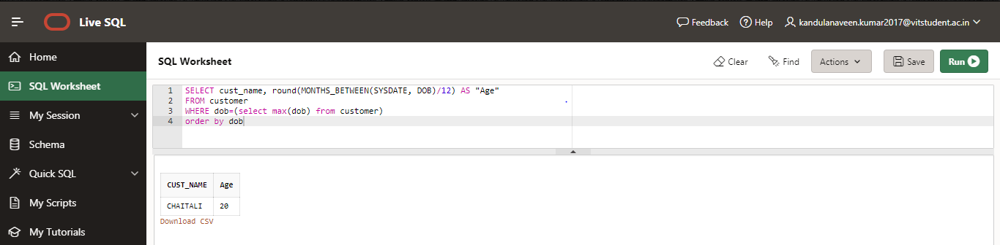 Live SQL
Feedback
Help
kandulanaveen.kumar2017@vitstudent.ac.in
Home
SQL Worksheet
My Session
Schema
Quick SQL
My Scripts
My Tutorials
SQL Worksheet
Clear
Find
Actions
Save
Run
1 SELECT cust_name, round(MONTHS_BETWEEN(SYSDATE, DOB)/12) AS "Age"
2 FROM customer
3 WHERE dob=(select max(dob) from customer)
4 order by dob
CUST_NAME Age
CHAITALI 20
Download CSV